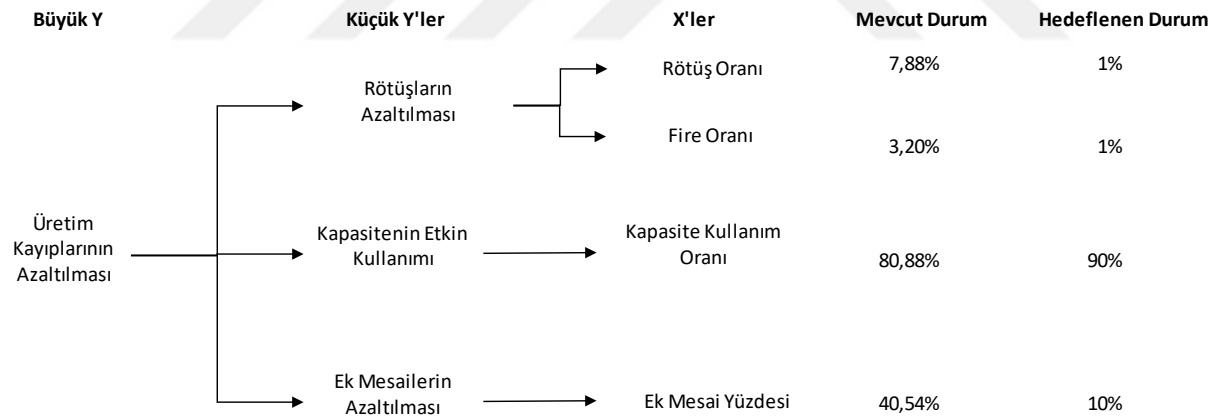 Büyük Y Küçük Y'ler X'ler Mevcut Durum Hedeflenen Durum
Rötüş Oranı 7,88% 1%
Rötüşların
Azaltılması
Fire Oranı 3,20% 1%
Üretim
Kayıplarının
Azaltılması
Kapasitenin Etkin
Kullanımı
Kapasite Kullanım
Oranı
80,88% 90%
Ek Mesailerin
Azaltılması
Ek Mesai Yüzdesi 40,54% 10%